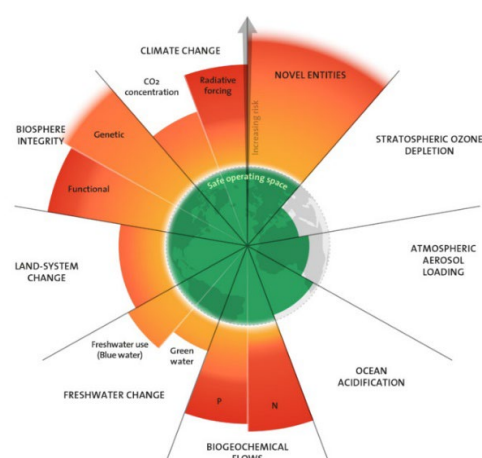 CLIMATE CHANGE
CO₂
concentration
Radiative
forcing
Increasing risk
NOVEL ENTITIES
STRATOSPHERIC OZONE
DEPLETION
BIOSPHERE
INTEGRITY
Genetic
Functional
Safe operating space
ATMOSPHERIC
AEROSOL
LOADING
LAND-SYSTEM
CHANGE
Freshwater use
(Blue water)
Green
water
OCEAN
ACIDIFICATION
FRESHWATER CHANGE
P
N
BIOGEOCHEMICAL
FLOWS